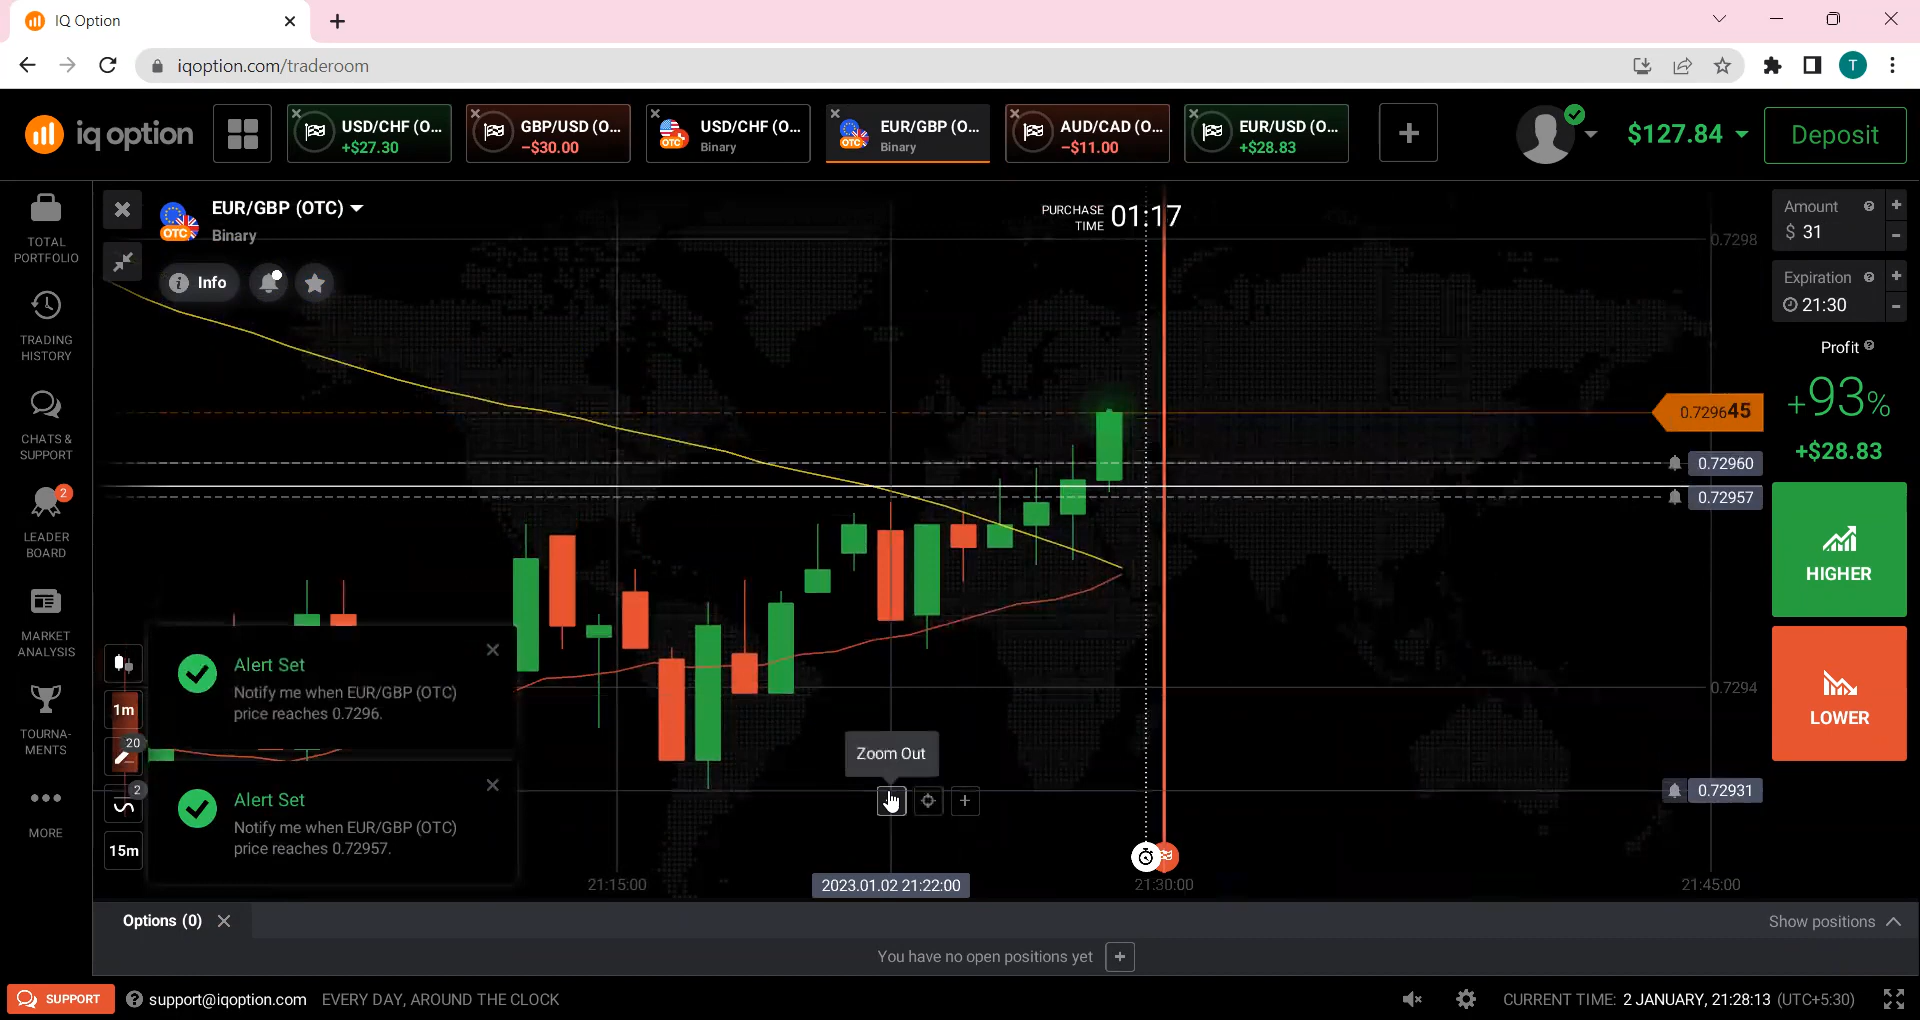 IQ Option
iqoption.com/traderoom
T
iq option
USD/CHF (O...
+$27.30
GBP/USD (O...
−$30.00
USD/CHF (O...
Binary
OTC
EUR/GBP (O...
Binary
OTC
AUD/CAD (O...
−$11.00
EUR/USD (O...
+$28.83
$127.84
Deposit
TOTAL
PORTFOLIO
TRADING
HISTORY
CHATS &
SUPPORT
2
LEADER
BOARD
MARKET
ANALYSIS
TOURNA-
MENTS
MORE
EUR/GBP (OTC)
OTC
Binary
Info
PURCHASE
TIME
01:17
0.7298
0.729645
0.72960
0.72957
0.7294
0.72931
Amount
$ 31
Expiration
21:30
Profit
+93%
+$28.83
HIGHER
LOWER
1m
20
2
15m
Alert Set
Notify me when EUR/GBP (OTC)
price reaches 0.7296.
Alert Set
Notify me when EUR/GBP (OTC)
price reaches 0.72957.
Zoom Out
21:15:00
2023.01.02 21:22:00
21:30:00
21:45:00
Options (0)
Show positions
You have no open positions yet
SUPPORT
support@iqoption.com
EVERY DAY, AROUND THE CLOCK
CURRENT TIME: 2 JANUARY, 21:28:13 (UTC+5:30)